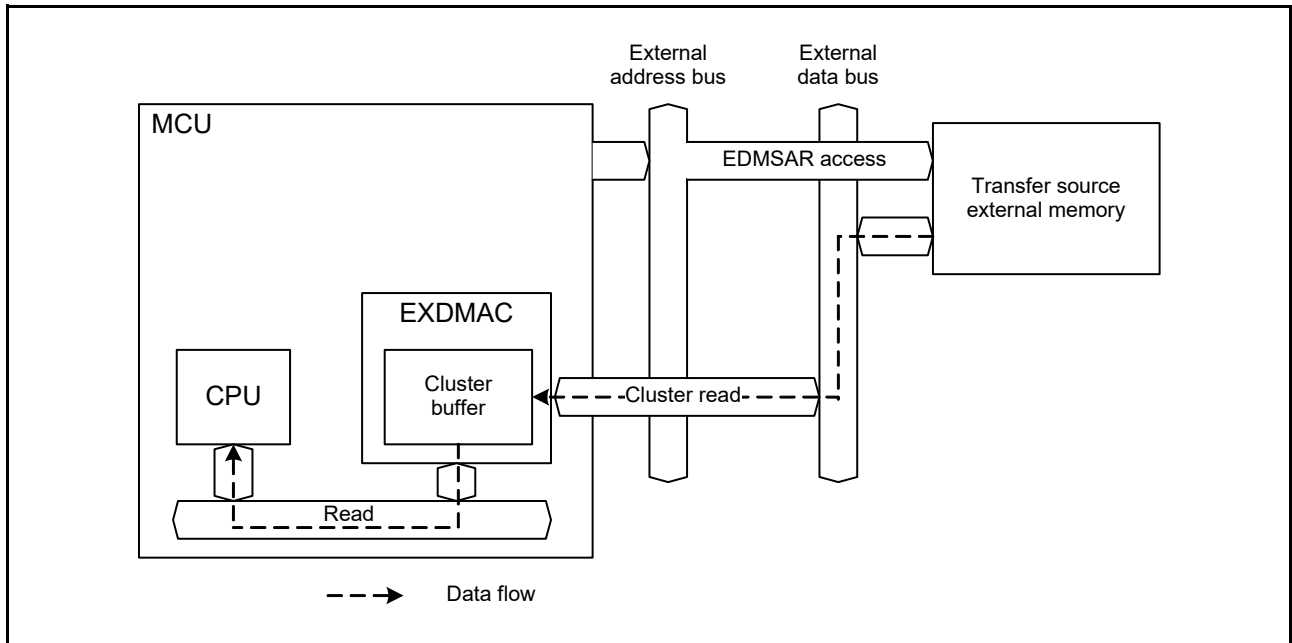 External
address bus
External
data bus
MCU
EDMSAR access
Transfer source
external memory
EXDMAC
CPU
Cluster
buffer
Cluster read
Read
Data flow